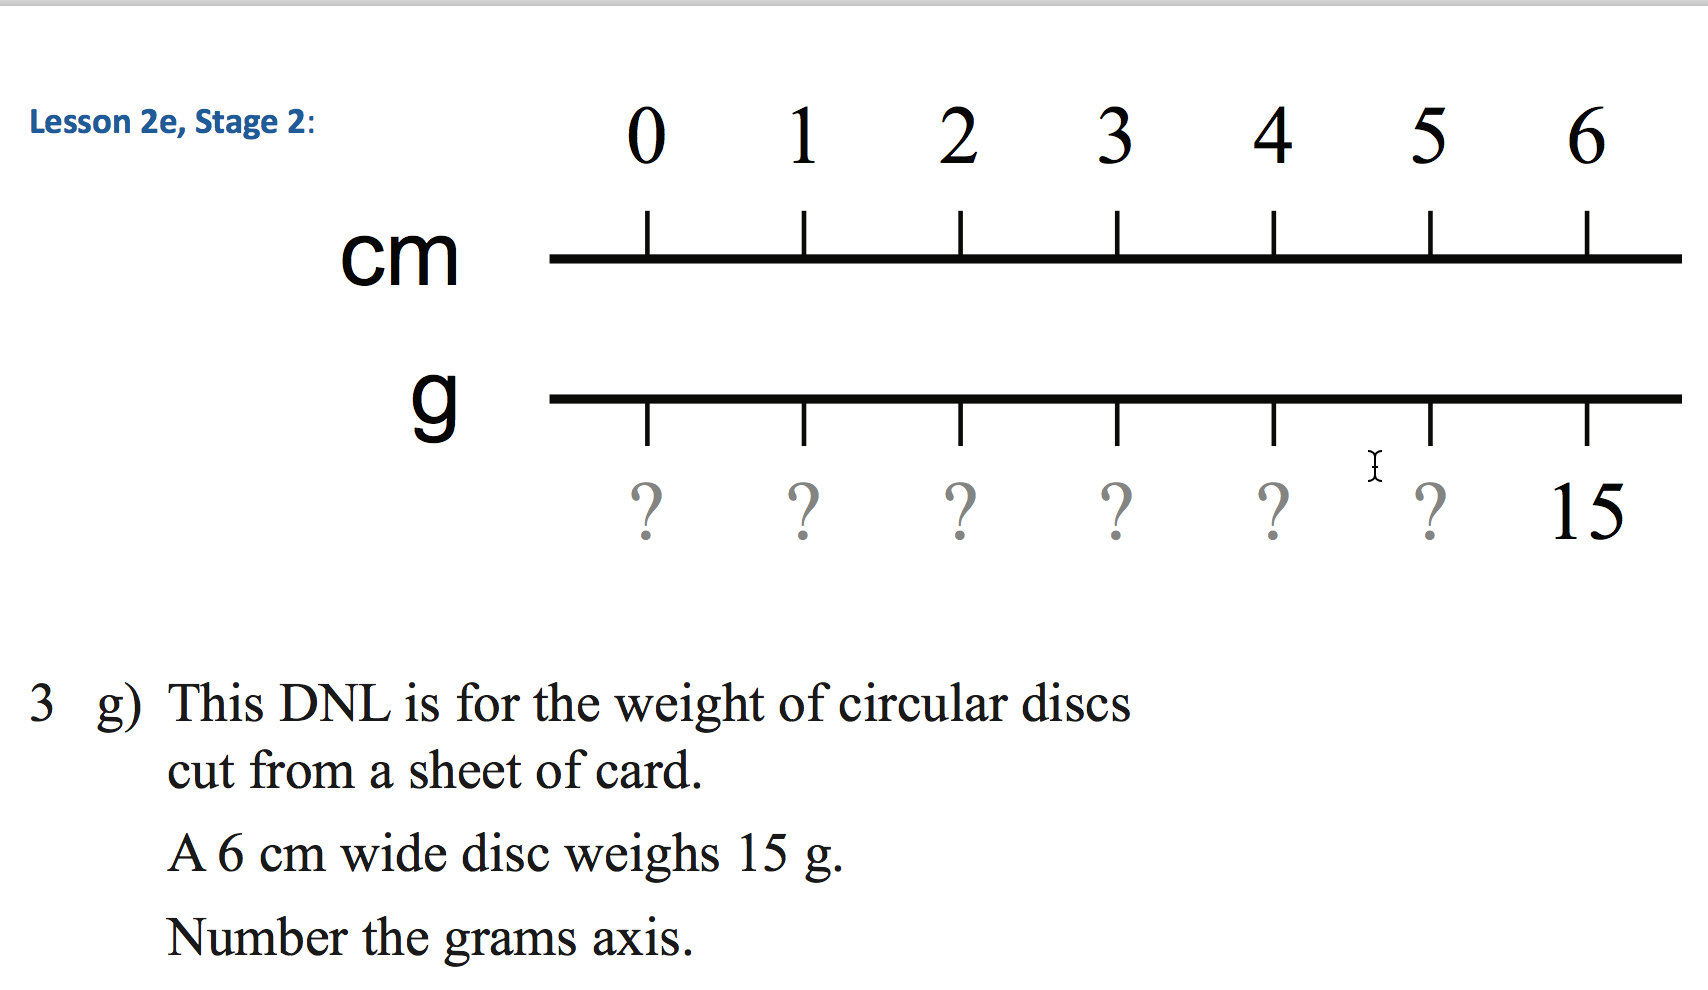 Lesson 2e, Stage 2:
0 1 2 3 4 5 6
cm
g
? ? ? ? ? ? 15
3 g) This DNL is for the weight of circular discs
cut from a sheet of card.
A 6 cm wide disc weighs 15 g.
Number the grams axis.